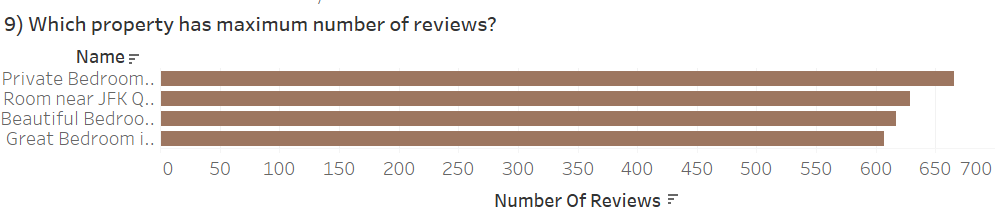 9) Which property has maximum number of reviews?
Name
Private Bedroom..
Room near JFK Q..
Beautiful Bedroo..
Great Bedroom i..
0 50 100 150 200 250 300 350 400 450 500 550 600 650 700
Number Of Reviews